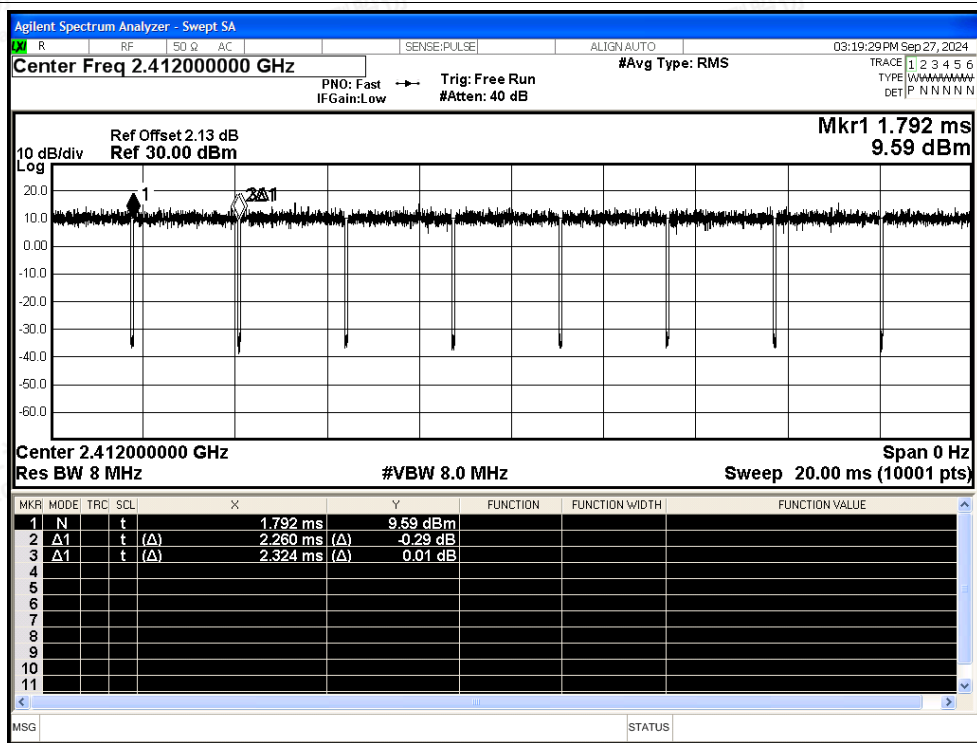 Agilent Spectrum Analyzer - Swept SA
LXI R RF 50 Ω AC SENSE:PULSE ALIGN AUTO 03:19:29 PM Sep 27, 2024
Center Freq 2.412000000 GHz #Avg Type: RMS TRACE 1 2 3 4 5 6
PNO: Fast Trig: Free Run TYPE WWWWWW
IFGain:Low #Atten: 40 dB DET P N N N N N
Mkr1 1.792 ms
Ref Offset 2.13 dB
10 dB/div Ref 30.00 dBm 9.59 dBm
Log
20.0
1 3Δ1
10.0
0.00
-10.0
-20.0
-30.0
-40.0
-50.0
-60.0
Center 2.412000000 GHz Span 0 Hz
Res BW 8 MHz #VBW 8.0 MHz Sweep 20.00 ms (10001 pts)
MKR MODE TRC SCL X Y FUNCTION FUNCTION WIDTH FUNCTION VALUE
1 N t 1.792 ms 9.59 dBm
2 Δ1 t (Δ) 2.260 ms (Δ) -0.29 dB
3 Δ1 t (Δ) 2.324 ms (Δ) 0.01 dB
4
5
6
7
8
9
10
11
MSG STATUS